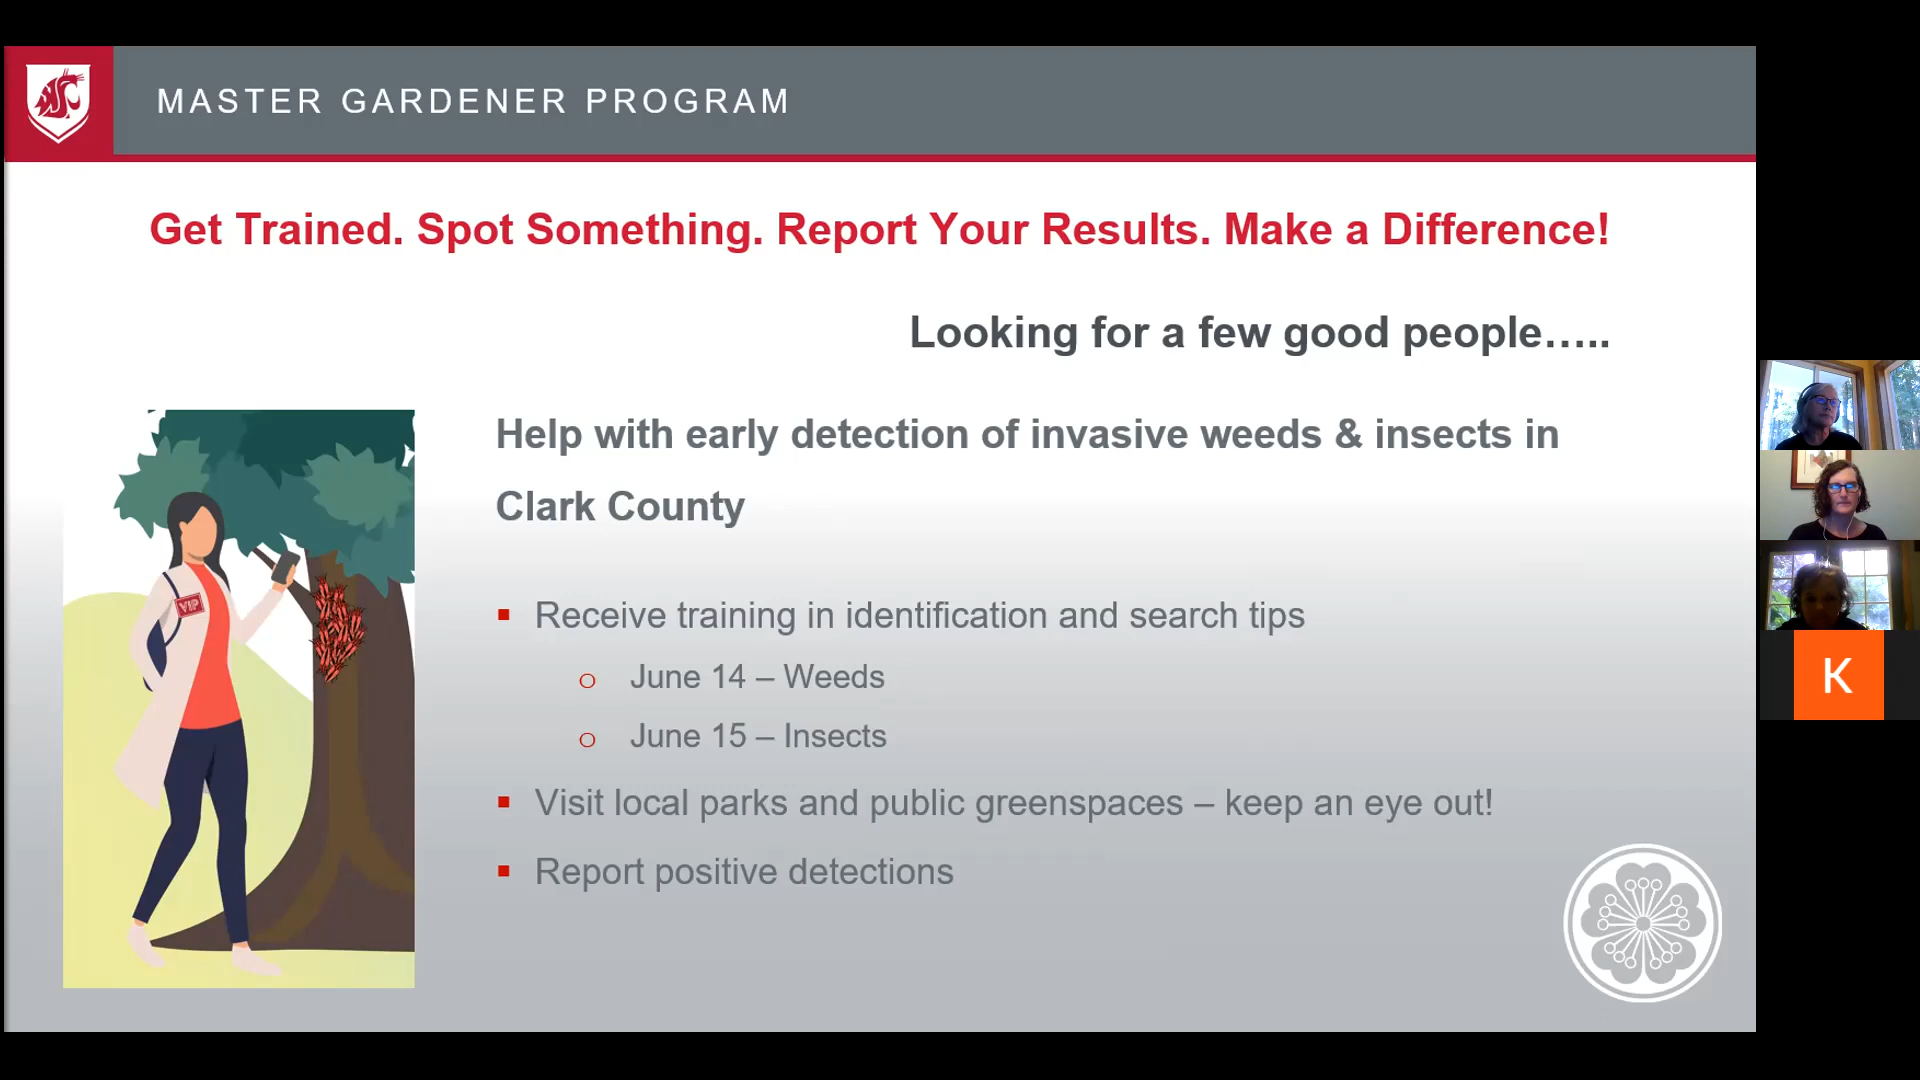 MASTER GARDENER PROGRAM
Get Trained. Spot Something. Report Your Results. Make a Difference!
Looking for a few good people…..
Help with early detection of invasive weeds & insects in
Clark County
Receive training in identification and search tips
June 14 – Weeds
June 15 – Insects
Visit local parks and public greenspaces – keep an eye out!
Report positive detections
VIP
K